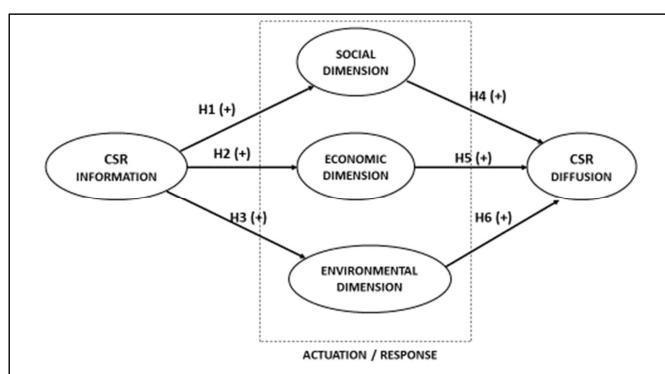 SOCIAL
DIMENSION
H1 (+)
H4 (+)
CSR
INFORMATION
H2 (+)
ECONOMIC
DIMENSION
H5 (+)
CSR
DIFFUSION
H3 (+)
H6 (+)
ENVIRONMENTAL
DIMENSION
ACTUATION / RESPONSE